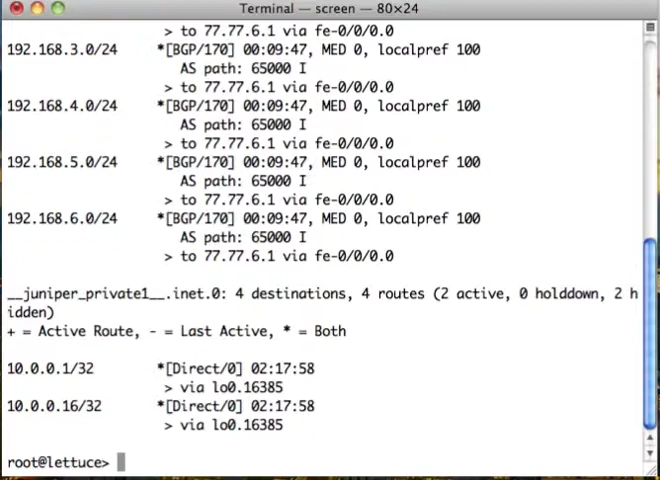 Terminal — screen — 80×24
> to 77.77.6.1 via fe-0/0/0.0
192.168.3.0/24 *[BGP/170] 00:09:47, MED 0, localpref 100
AS path: 65000 I
> to 77.77.6.1 via fe-0/0/0.0
192.168.4.0/24 *[BGP/170] 00:09:47, MED 0, localpref 100
AS path: 65000 I
> to 77.77.6.1 via fe-0/0/0.0
192.168.5.0/24 *[BGP/170] 00:09:47, MED 0, localpref 100
AS path: 65000 I
> to 77.77.6.1 via fe-0/0/0.0
192.168.6.0/24 *[BGP/170] 00:09:47, MED 0, localpref 100
AS path: 65000 I
> to 77.77.6.1 via fe-0/0/0.0
__juniper_private1__.inet.0: 4 destinations, 4 routes (2 active, 0 holddown, 2 h
idden)
+ = Active Route, - = Last Active, * = Both
10.0.0.1/32 *[Direct/0] 02:17:58
> via lo0.16385
10.0.0.16/32 *[Direct/0] 02:17:58
> via lo0.16385
root@lettuce>